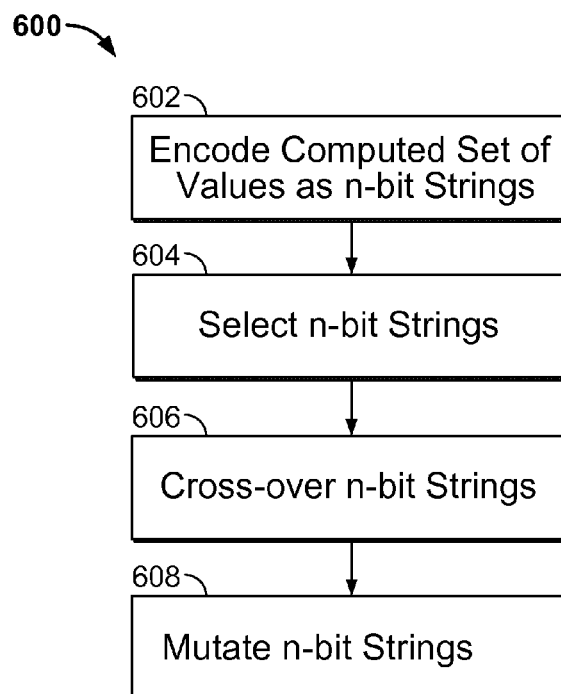 600
602
Encode Computed Set of
Values as n-bit Strings
604
Select n-bit Strings
606
Cross-over n-bit Strings
608
Mutate n-bit Strings